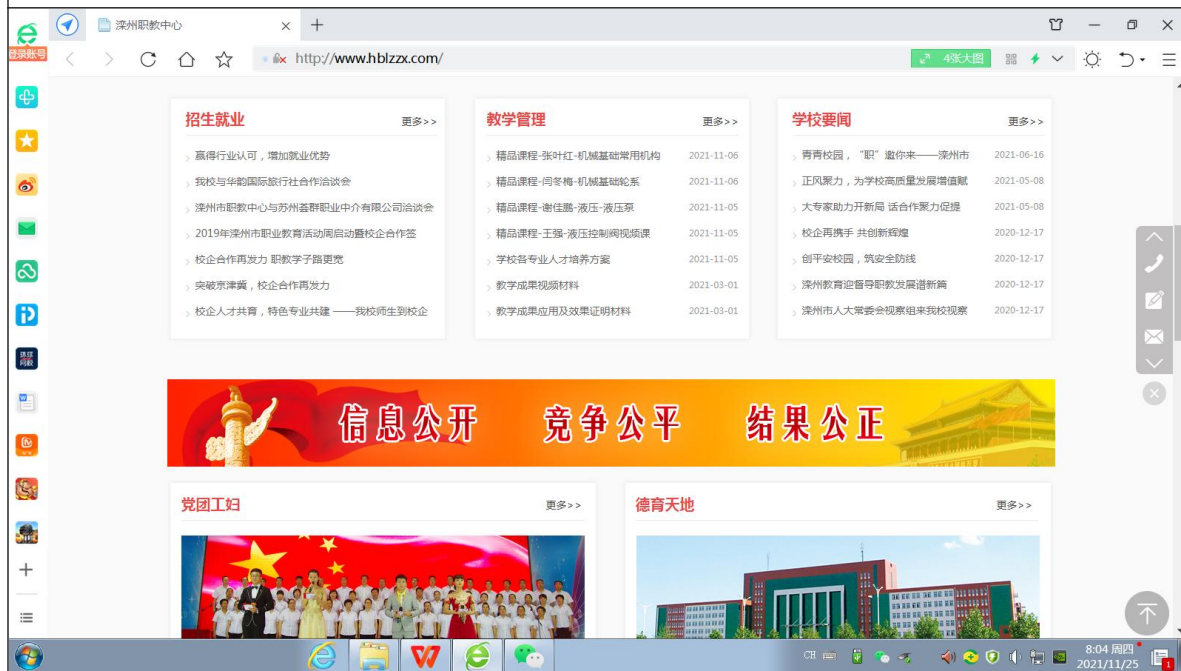 滦州职教中心
登录账号
http://www.hblzzx.com/
4张大图
招生就业
更多>>
赢得行业认可，增加就业优势
我校与华韵国际旅行社合作洽谈会
滦州市职教中心与苏州荟群职业中介有限公司洽谈会
2019年滦州市职业教育活动周启动暨校企合作签
校企合作再发力 职教学子路更宽
突破京津冀，校企合作再发力
校企人才共育，特色专业共建 ——我校师生到校企
教学管理
更多>>
精品课程-张叶红-机械基础常用机构 2021-11-06
精品课程-闫冬梅-机械基础轮系 2021-11-06
精品课程-谢佳鹏-液压-液压泵 2021-11-05
精品课程-王强-液压控制阀视频课 2021-11-05
学校各专业人才培养方案 2021-11-05
教学成果视频材料 2021-03-01
教学成果应用及效果证明材料 2021-03-01
学校要闻
更多>>
青青校园，“职”邀你来——滦州市 2021-06-16
正风聚力，为学校高质量发展增值赋 2021-05-08
大专家助力开新局 话合作聚力促提 2021-05-08
校企再携手 共创新辉煌 2020-12-17
创平安校园，筑安全防线 2020-12-17
滦州教育迎督导职教发展谱新篇 2020-12-17
滦州市人大常委会视察组来我校视察 2020-12-17
信息公开 竞争公平 结果公正
党团工妇
更多>>
德育天地
更多>>
CH
8:04 周四
2021/11/25